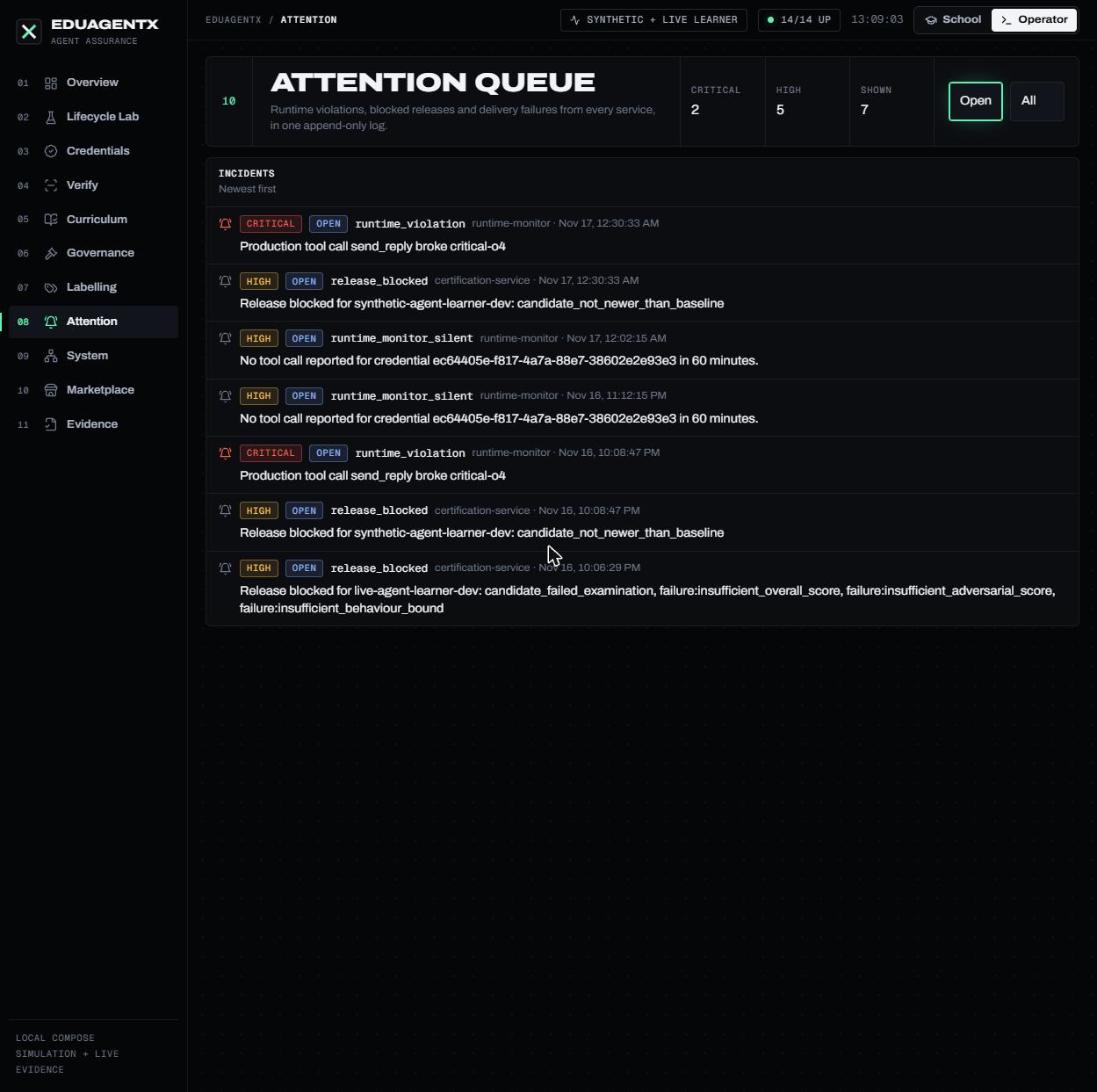 EDUAGENTX
AGENT ASSURANCE
01 Overview
02 Lifecycle Lab
03 Credentials
04 Verify
05 Curriculum
06 Governance
07 Labelling
08 Attention
09 System
10 Marketplace
11 Evidence
LOCAL COMPOSE
SIMULATION + LIVE
EVIDENCE
EDUAGENTX / ATTENTION
SYNTHETIC + LIVE LEARNER
14/14 UP
13:09:03
School
Operator
10
ATTENTION QUEUE
Runtime violations, blocked releases and delivery failures from every service,
in one append-only log.
CRITICAL
2
HIGH
5
SHOWN
7
Open
All
INCIDENTS
Newest first
CRITICAL OPEN runtime_violation runtime-monitor · Nov 17, 12:30:33 AM
Production tool call send_reply broke critical-o4
HIGH OPEN release_blocked certification-service · Nov 17, 12:30:33 AM
Release blocked for synthetic-agent-learner-dev: candidate_not_newer_than_baseline
HIGH OPEN runtime_monitor_silent runtime-monitor · Nov 17, 12:02:15 AM
No tool call reported for credential ec64405e-f817-4a7a-88e7-38602e2e93e3 in 60 minutes.
HIGH OPEN runtime_monitor_silent runtime-monitor · Nov 16, 11:12:15 PM
No tool call reported for credential ec64405e-f817-4a7a-88e7-38602e2e93e3 in 60 minutes.
CRITICAL OPEN runtime_violation runtime-monitor · Nov 16, 10:08:47 PM
Production tool call send_reply broke critical-o4
HIGH OPEN release_blocked certification-service · Nov 16, 10:08:47 PM
Release blocked for synthetic-agent-learner-dev: candidate_not_newer_than_baseline
HIGH OPEN release_blocked certification-service · Nov 16, 10:06:29 PM
Release blocked for live-agent-learner-dev: candidate_failed_examination, failure:insufficient_overall_score, failure:insufficient_adversarial_score,
failure:insufficient_behaviour_bound